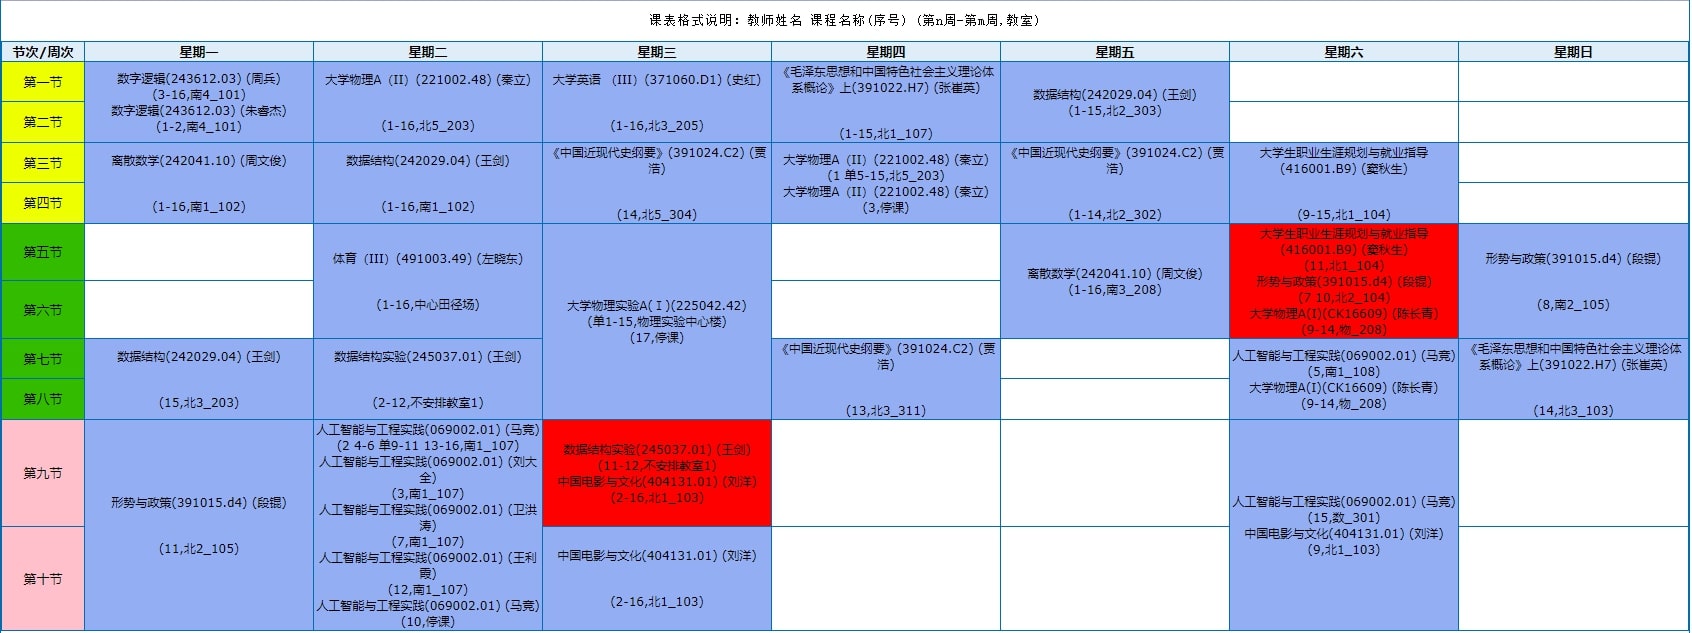 课表格式说明：教师姓名 课程名称(序号) (第n周-第m周,教室)
节次/周次 星期一 星期二 星期三 星期四 星期五 星期六 星期日
第一节
数字逻辑(243612.03) (周兵)
(3-16,南4_101)
数字逻辑(243612.03) (朱睿杰)
(1-2,南4_101)
大学物理A（II）(221002.48) (秦立)
(1-16,北5_203)
大学英语 （III）(371060.D1) (史红)
(1-16,北3_205)
《毛泽东思想和中国特色社会主义理论体
系概论》上(391022.H7) (张崔英)
(1-15,北1_107)
数据结构(242029.04) (王剑)
(1-15,北2_303)
第二节
第三节
离散数学(242041.10) (周文俊)
(1-16,南1_102)
数据结构(242029.04) (王剑)
(1-16,南1_102)
《中国近现代史纲要》(391024.C2) (贾
浩)
(14,北5_304)
大学物理A（II）(221002.48) (秦立)
(1 单5-15,北5_203)
大学物理A（II）(221002.48) (秦立)
(3,停课)
《中国近现代史纲要》(391024.C2) (贾
浩)
(1-14,北2_302)
大学生职业生涯规划与就业指导
(416001.B9) (窦秋生)
(9-15,北1_104)
第四节
第五节
体育（III）(491003.49) (左晓东)
(1-16,中心田径场)
大学物理实验A(Ⅰ)(225042.42)
(单1-15,物理实验中心楼)
(17,停课)
离散数学(242041.10) (周文俊)
(1-16,南3_208)
大学生职业生涯规划与就业指导
(416001.B9) (窦秋生)
(11,北1_104)
形势与政策(391015.d4) (段锟)
(7 10,北2_104)
大学物理A(I)(CK16609) (陈长青)
(9-14,物_208)
形势与政策(391015.d4) (段锟)
(8,南2_105)
第六节
第七节
数据结构(242029.04) (王剑)
(15,北3_203)
数据结构实验(245037.01) (王剑)
(2-12,不安排教室1)
《中国近现代史纲要》(391024.C2) (贾
浩)
(13,北3_311)
人工智能与工程实践(069002.01) (马竞)
(5,南1_108)
大学物理A(I)(CK16609) (陈长青)
(9-14,物_208)
《毛泽东思想和中国特色社会主义理论体
系概论》上(391022.H7) (张崔英)
(14,北3_103)
第八节
第九节
形势与政策(391015.d4) (段锟)
(11,北2_105)
人工智能与工程实践(069002.01) (马竞)
(2 4-6 单9-11 13-16,南1_107)
人工智能与工程实践(069002.01) (刘大
全)
(3,南1_107)
人工智能与工程实践(069002.01) (卫洪
涛)
(7,南1_107)
人工智能与工程实践(069002.01) (王利
霞)
(12,南1_107)
人工智能与工程实践(069002.01) (马竞)
(10,停课)
数据结构实验(245037.01) (王剑)
(11-12,不安排教室1)
中国电影与文化(404131.01) (刘洋)
(2-16,北1_103)
人工智能与工程实践(069002.01) (马竞)
(15,数_301)
中国电影与文化(404131.01) (刘洋)
(9,北1_103)
第十节
中国电影与文化(404131.01) (刘洋)
(2-16,北1_103)